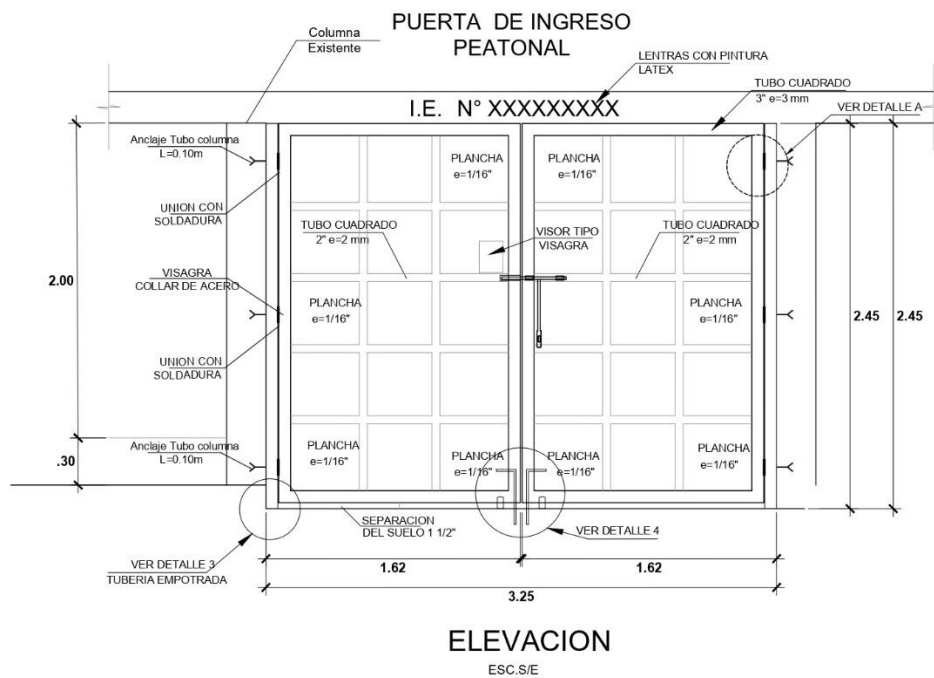 PUERTA DE INGRESO
PEATONAL
Columna
Existente
LENTRAS CON PINTURA
LATEX
TUBO CUADRADO
3" e=3 mm
VER DETALLE A
I.E. N° XXXXXXXXX
Anclaje Tubo columna
L=0.10m
PLANCHA
e=1/16"
PLANCHA
e=1/16"
UNION CON
SOLDADURA
TUBO CUADRADO
2" e=2 mm
VISOR TIPO
VISAGRA
TUBO CUADRADO
2" e=2 mm
2.00
VISAGRA
COLLAR DE ACERO
PLANCHA
e=1/16"
PLANCHA
e=1/16"
2.45
2.45
UNION CON
SOLDADURA
Anclaje Tubo columna
L=0.10m
.30
PLANCHA
e=1/16"
PLANCHA
e=1/16"
PLANCHA
e=1/16"
PLANCHA
e=1/16"
SEPARACION
DEL SUELO 1 1/2"
VER DETALLE 4
VER DETALLE 3
TUBERIA EMPOTRADA
1.62
1.62
3.25
ELEVACION
ESC.S/E